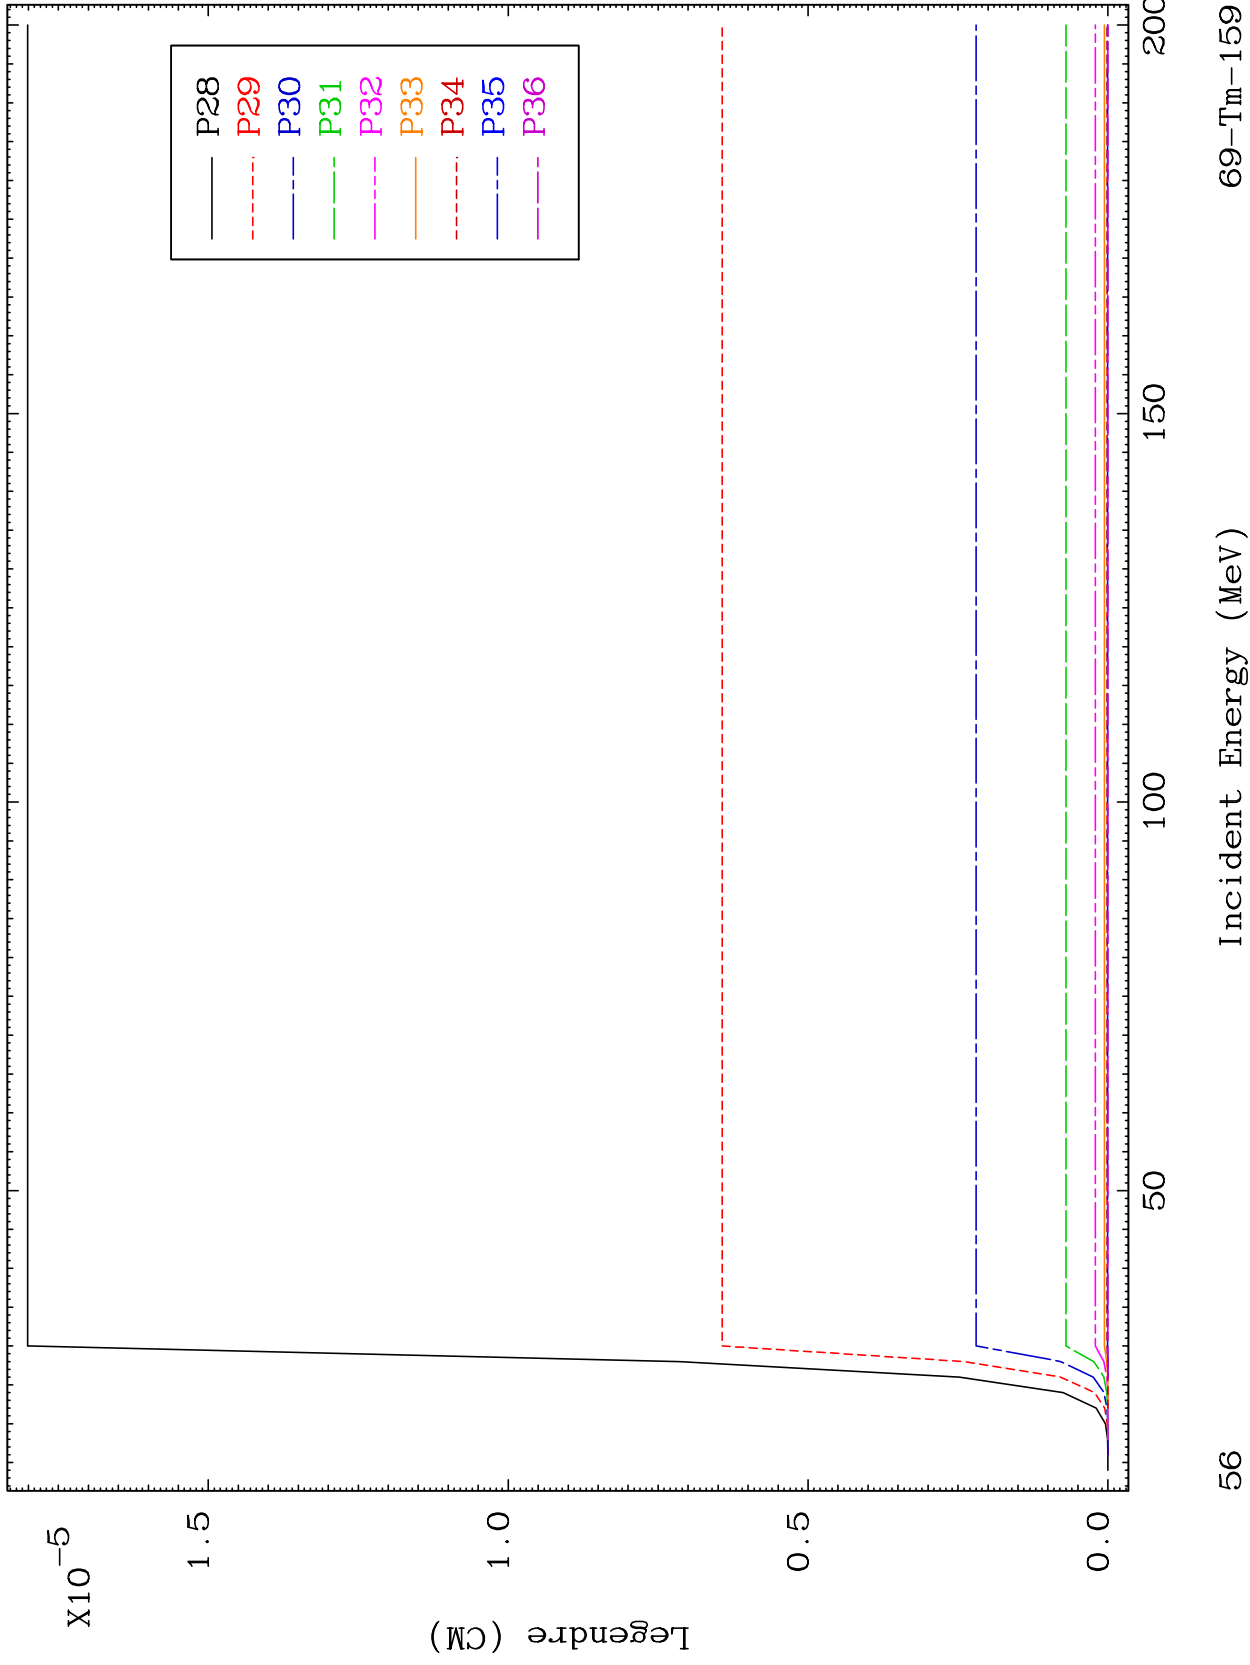 X10⁻⁵
Legendre (CM)
1.5
1.0
0.5
0.0
P28
P29
P30
P31
P32
P33
P34
P35
P36
50
100
150
200
Incident Energy (MeV)
56
69-Tm-159